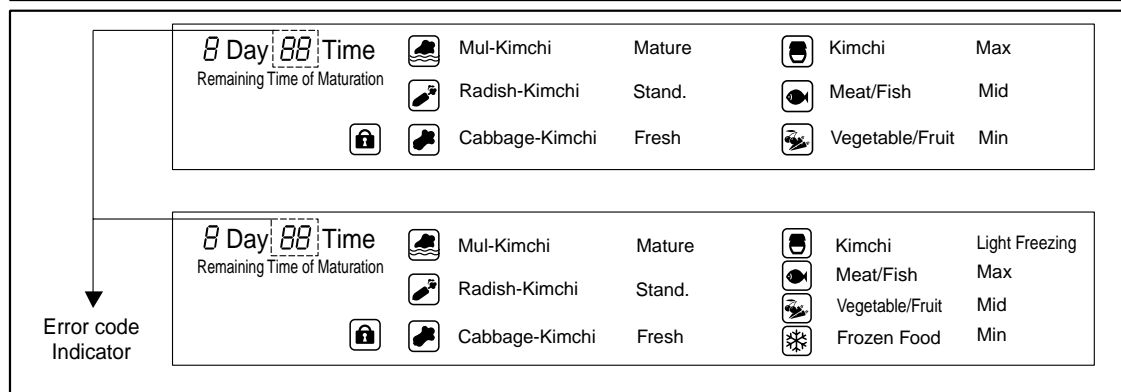 8 Day 88 Time Mul-Kimchi Mature Kimchi Max
Remaining Time of Maturation
Radish-Kimchi Stand. Meat/Fish Mid
Cabbage-Kimchi Fresh Vegetable/Fruit Min
8 Day 88 Time Mul-Kimchi Mature Kimchi Light Freezing
Remaining Time of Maturation
Meat/Fish Max
Radish-Kimchi Stand.
Vegetable/Fruit Mid
Cabbage-Kimchi Fresh Frozen Food Min
Error code
Indicator